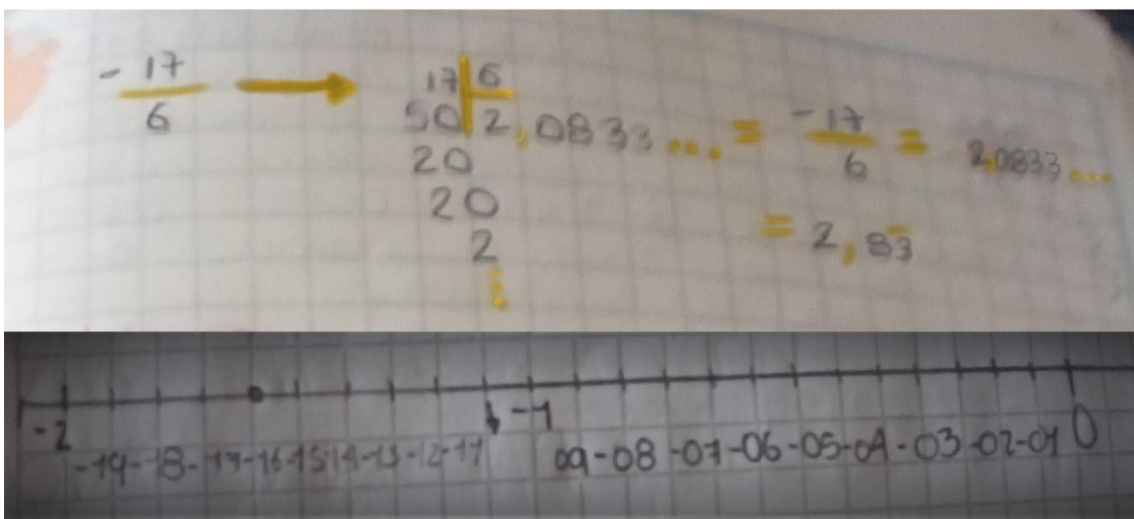 -17/6 → 17 | 6
50 | 2,0833... = -17/6 = 2,0833...
20
20
2
= 2,83̅
-2 -1 0
-19-18-17-16-15-14-13-12-11 09-08-07-06-05-04-03-02-01